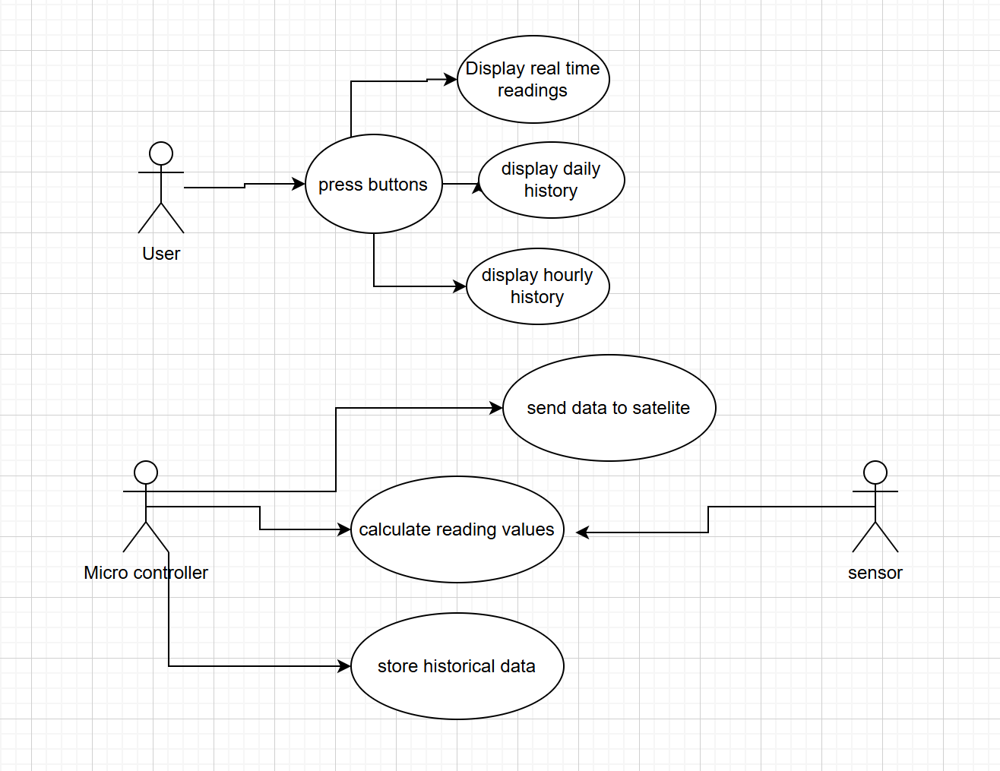 Display real time
readings
press buttons
display daily
history
User
display hourly
history
send data to satelite
calculate reading values
Micro controller
sensor
store historical data